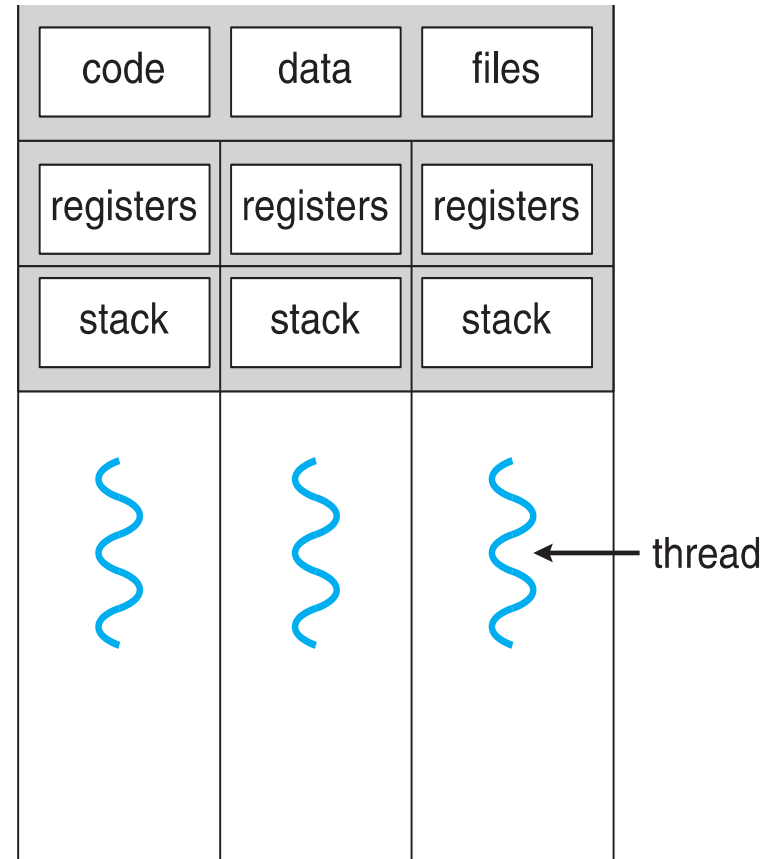 code data files
registers registers registers
stack stack stack
thread